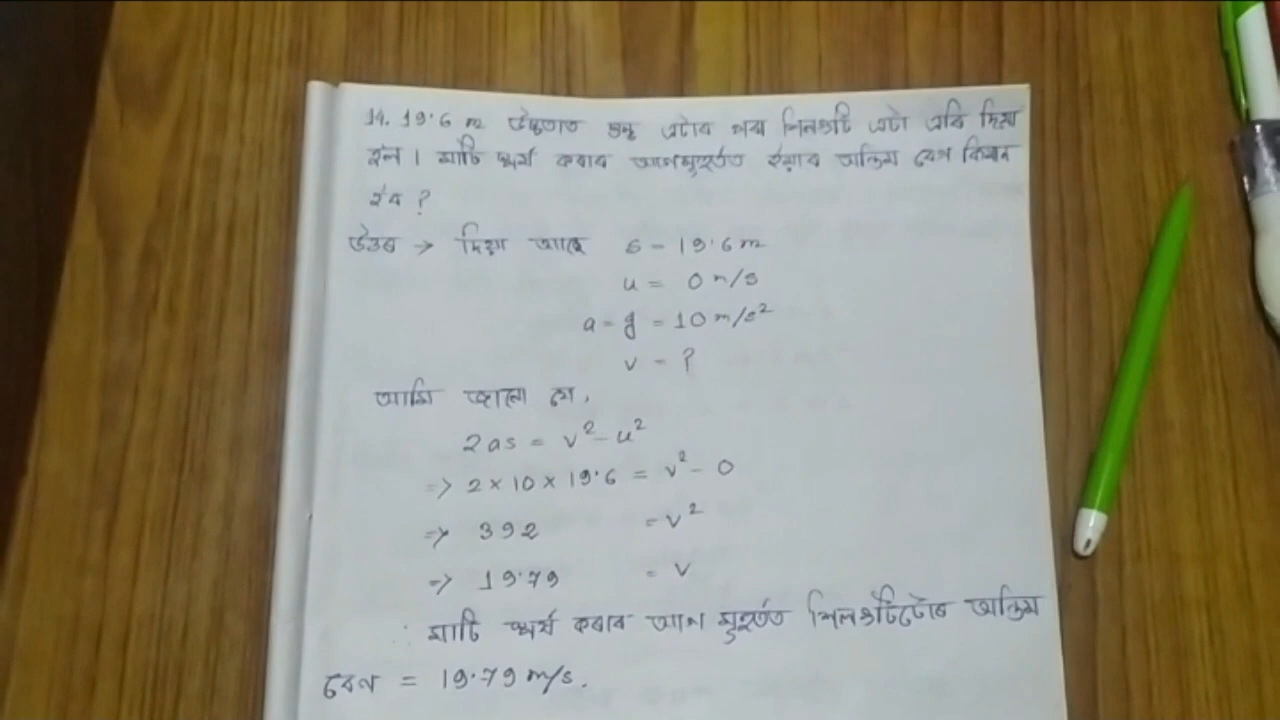 14. 19.6 m উচ্চতাত স্তম্ভ এটাৰ পৰা শিলগুটি এটা এৰি দিয়া
হ'ল। মাটি স্পৰ্শ কৰাৰ আগমুহূৰ্তত ইয়াৰ অন্তিম বেগ কিমান
হ'ব ?
উত্তৰ → দিয়া আছে s = 19.6 m
u = 0 m/s
a = g = 10 m/s²
v = ?
আমি জানো যে,
2as = v² - u²
=> 2 × 10 × 19.6 = v² - 0
=> 392 = v²
=> 19.79 = v
∴ মাটি স্পৰ্শ কৰাৰ আগ মুহূৰ্তত শিলগুটিটোৰ অন্তিম
বেগ = 19.79 m/s.